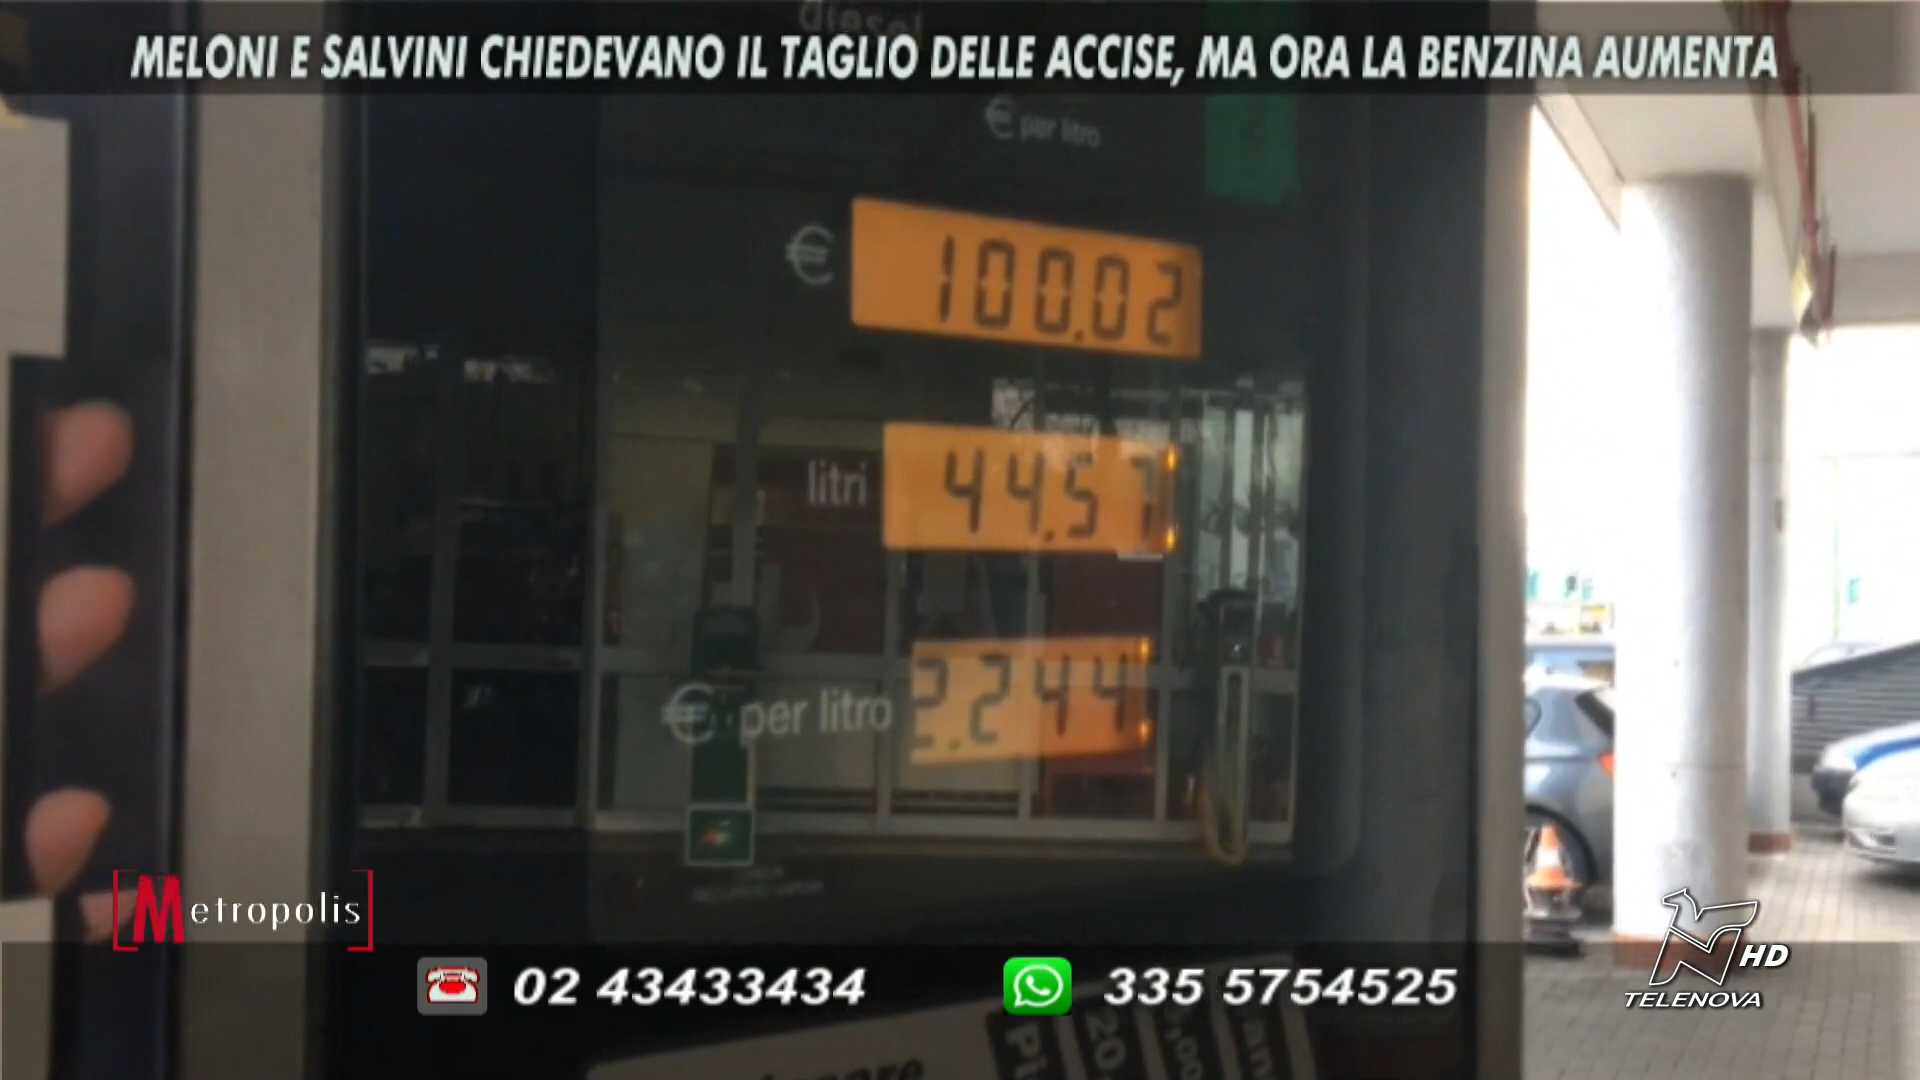 MELONI E SALVINI CHIEDEVANO IL TAGLIO DELLE ACCISE, MA ORA LA BENZINA AUMENTA
diesel
€ per litro
€ 100.02
litri 44.57
€ per litro 2.244
[Metropolis]
02 43433434
335 5754525
HD
TELENOVA